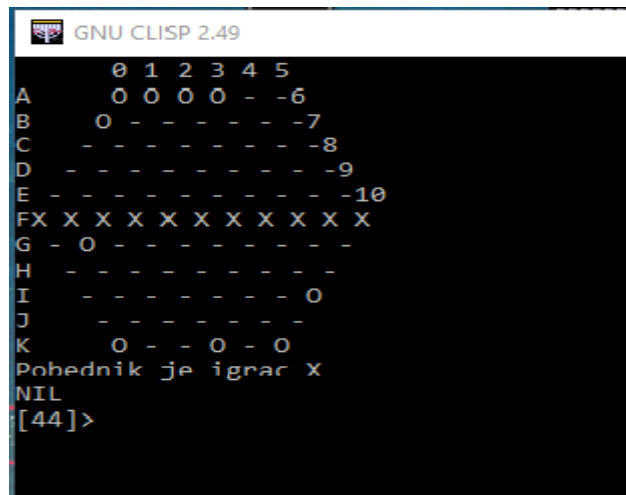 GNU CLISP 2.49
0 1 2 3 4 5
A O O O O - -6
B O - - - - - -7
C - - - - - - - -8
D - - - - - - - - -9
E - - - - - - - - - -10
FX X X X X X X X X X X
G - O - - - - - - - -
H - - - - - - - - -
I - - - - - - - O
J - - - - - - -
K O - - O - O
Pobednik je igrac X
NIL
[44]>